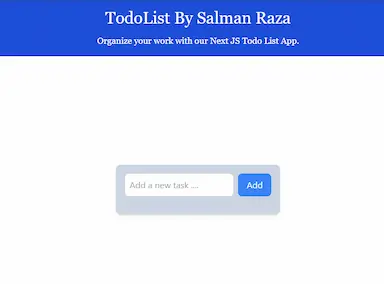 TodoList By Salman Raza
Organize your work with our Next JS Todo List App.
Add a new task ... Add